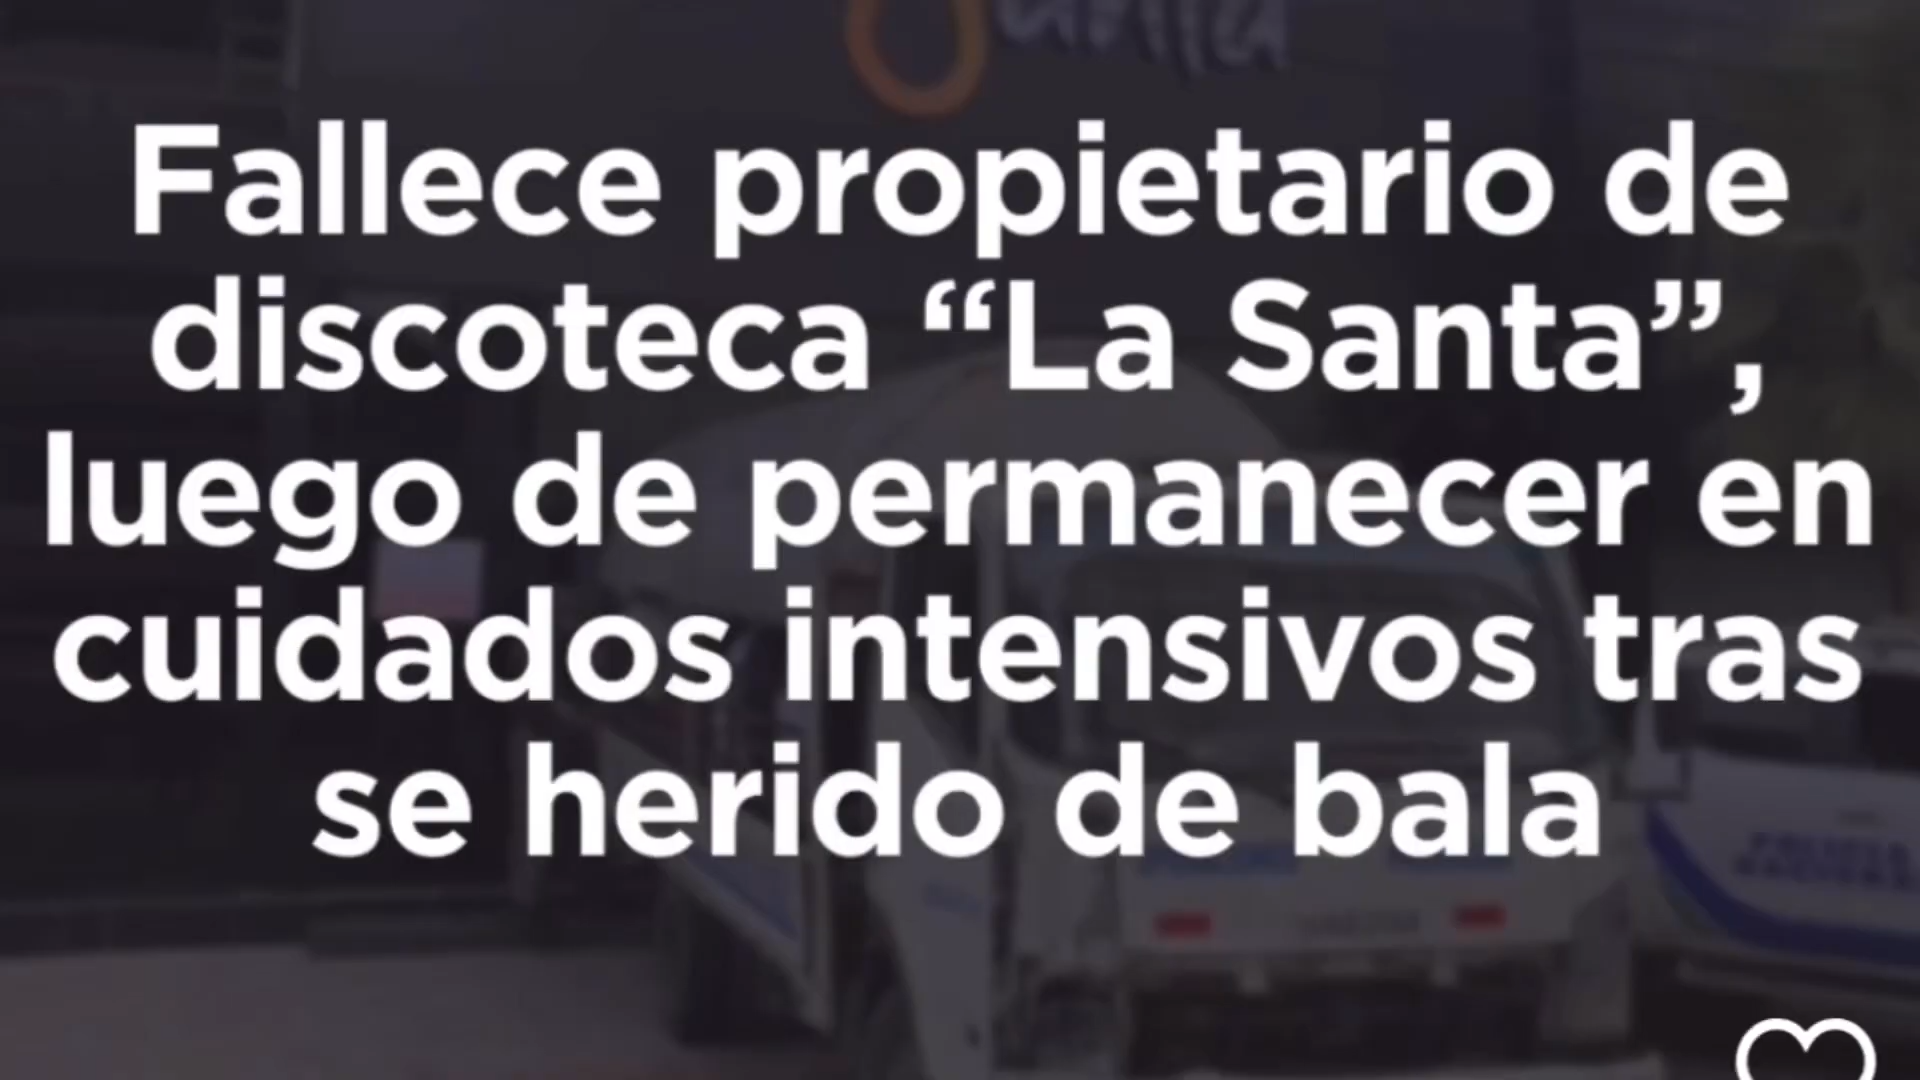 Fallece propietario de
discoteca “La Santa”,
luego de permanecer en
cuidados intensivos tras
se herido de bala